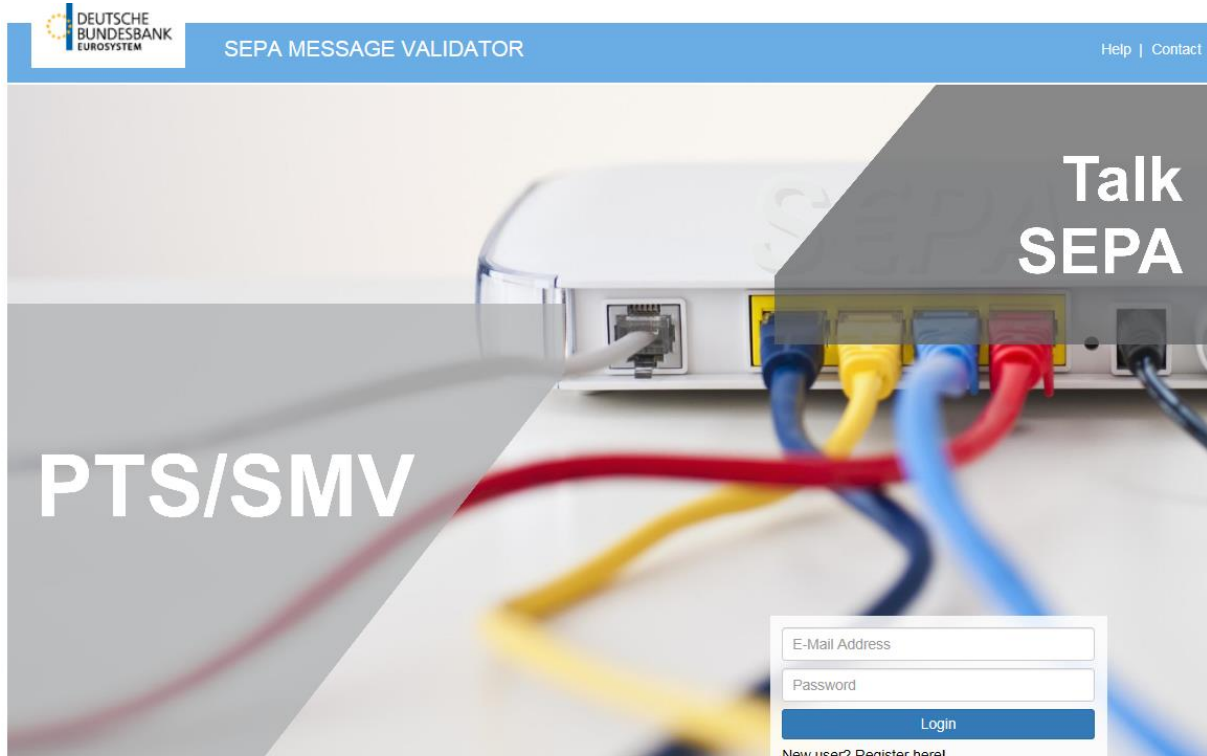 DEUTSCHE
BUNDESBANK
EUROSYSTEM
SEPA MESSAGE VALIDATOR
Help | Contact
SEPA
Talk
SEPA
PTS/SMV
E-Mail Address
Password
Login
New user? Register here!